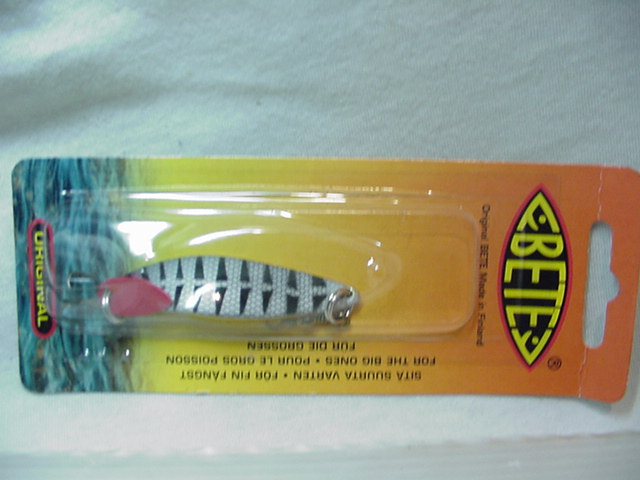 BETE
®
Original BETE Made in Finland
SITÄ SUURTA VARTEN • FÖR FIN FÅNGST
FOR THE BIG ONES • POUR LE GROS POISSON
FÜR DIE GROSSEN
ORIGINAL